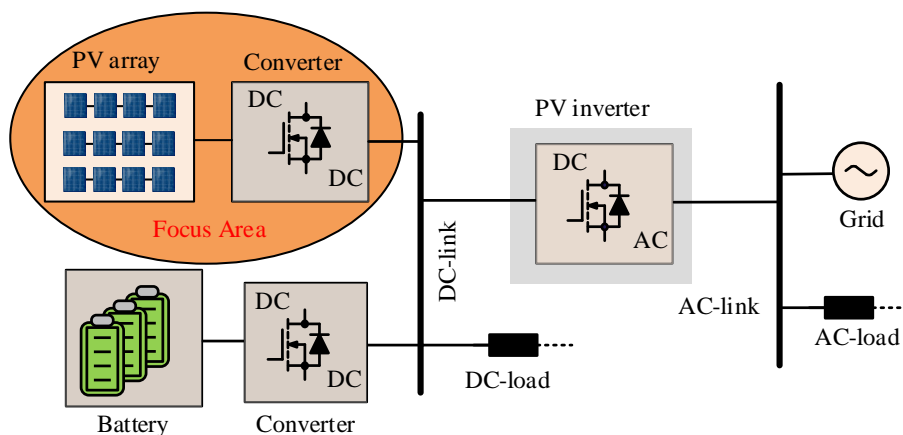 PV array
Converter
DC
DC
Focus Area
PV inverter
DC
AC
Grid
DC-link
AC-link
AC-load
DC
DC
DC-load
Battery
Converter